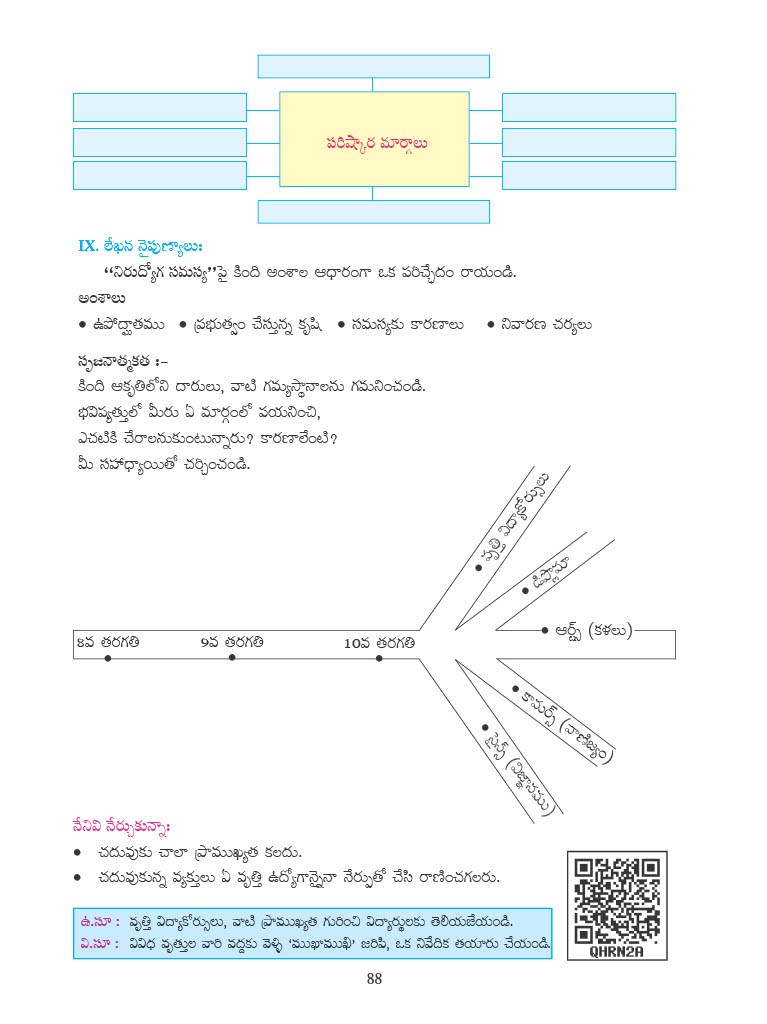 పరిష్కార మార్గాలు
IX. లేఖన నైపుణ్యాలు:
“నిరుద్యోగ సమస్య”పై కింది అంశాల ఆధారంగా ఒక పరిచ్ఛేదం రాయండి.
అంశాలు
• ఉపోద్ఘాతము • ప్రభుత్వం చేస్తున్న కృషి • సమస్యకు కారణాలు • నివారణ చర్యలు
సృజనాత్మకత :–
కింది ఆకృతిలోని దారులు, వాటి గమ్యస్థానాలను గమనించండి.
భవిష్యత్తులో మీరు ఏ మార్గంలో పయనించి,
ఎచటికి చేరాలనుకుంటున్నారు? కారణాలేంటి?
మీ సహాధ్యాయితో చర్చించండి.
• వృత్తి విద్యాకోర్సులు
• డిప్లొమా
8వ తరగతి 9వ తరగతి 10వ తరగతి • ఆర్ట్స్ (కళలు)
• కామర్స్ (వాణిజ్యం)
• సైన్స్ (విజ్ఞానము)
నేనివి నేర్చుకున్నా:
• చదువుకు చాలా ప్రాముఖ్యత కలదు.
• చదువుకున్న వ్యక్తులు ఏ వృత్తి ఉద్యోగాన్నైనా నేర్పుతో చేసి రాణించగలరు.
ఉ.సూ : వృత్తి విద్యాకోర్సులు, వాటి ప్రాముఖ్యత గురించి విద్యార్థులకు తెలియజేయండి.
వి.సూ : వివిధ వృత్తుల వారి వద్దకు వెళ్ళి ‘ముఖాముఖీ’ జరిపి, ఒక నివేదిక తయారు చేయండి.
QHRN2A
88